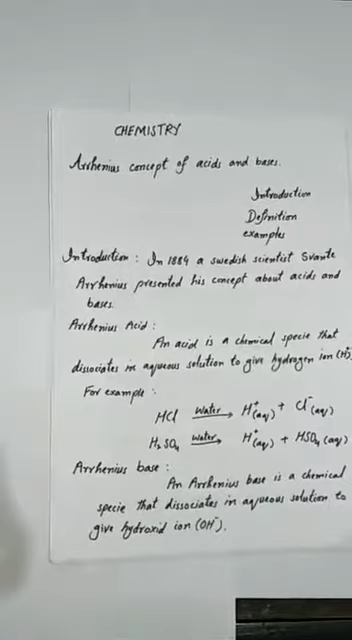 CHEMISTRY
Arrhenius concept of acids and bases.
Introduction
Definition
examples
Introduction : In 1884 a swedish scientist Svante
Arrhenius presented his concept about acids and
bases.
Arrhenius Acid :
An acid is a chemical specie that
dissociates in aqueous solution to give hydrogen ion (H⁺)
For example :
HCl —water→ H⁺(aq) + Cl⁻(aq)
H₂SO₄ —water→ H⁺(aq) + HSO₄(aq)
Arrhenius base :
An Arrhenius base is a chemical
specie that dissociates in aqueous solution to
give hydroxid ion (OH⁻).